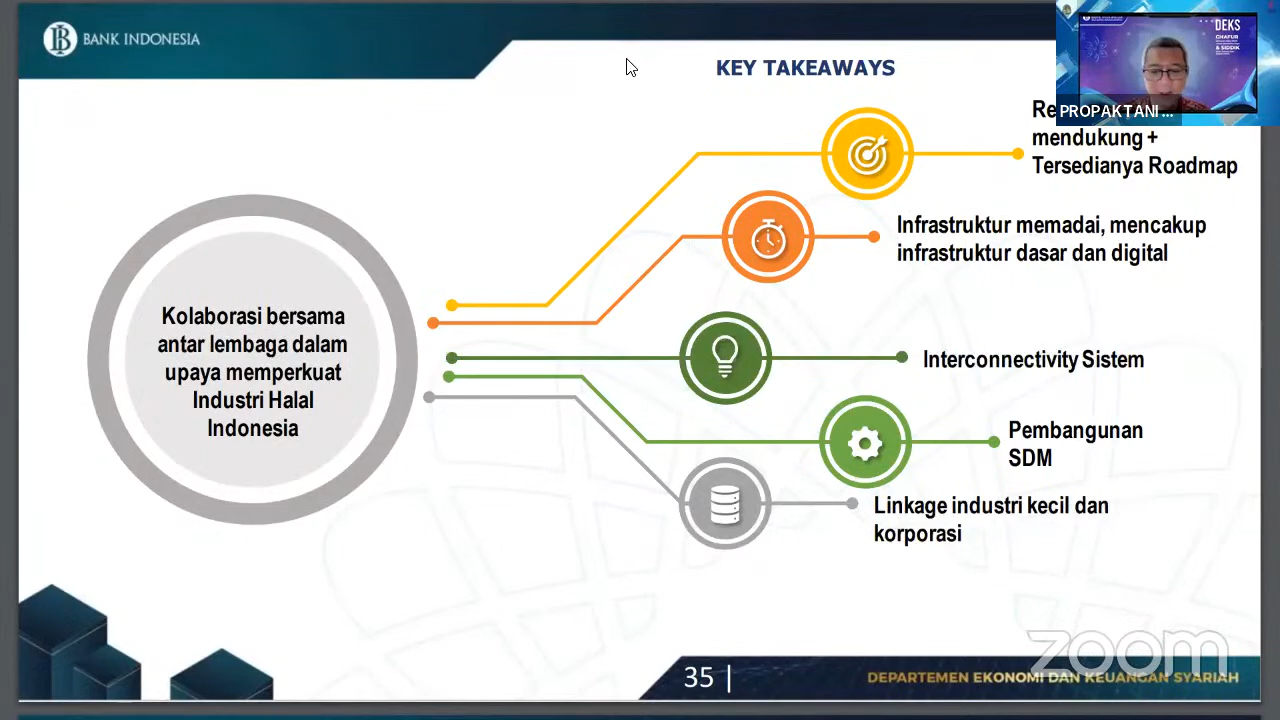 BANK INDONESIA
KEY TAKEAWAYS
DEKS
GHAFUR
& SIDDIK
PROPAKTANI ...
mendukung +
Tersedianya Roadmap
Infrastruktur memadai, mencakup
infrastruktur dasar dan digital
Kolaborasi bersama
antar lembaga dalam
upaya memperkuat
Industri Halal
Indonesia
Interconnectivity Sistem
Pembangunan
SDM
Linkage industri kecil dan
korporasi
zoom
35 |
DEPARTEMEN EKONOMI DAN KEUANGAN SYARIAH